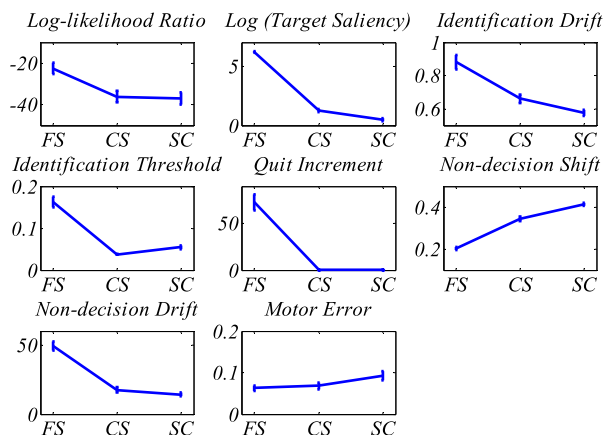 Log-likelihood Ratio
-20
-40
FS CS SC
Log (Target Saliency)
5
0
FS CS SC
Identification Drift
1
0.8
0.6
FS CS SC
Identification Threshold
0.2
0.1
0
FS CS SC
Quit Increment
50
0
FS CS SC
Non-decision Shift
0.4
0.2
FS CS SC
Non-decision Drift
50
0
FS CS SC
Motor Error
0.2
0.1
0
FS CS SC